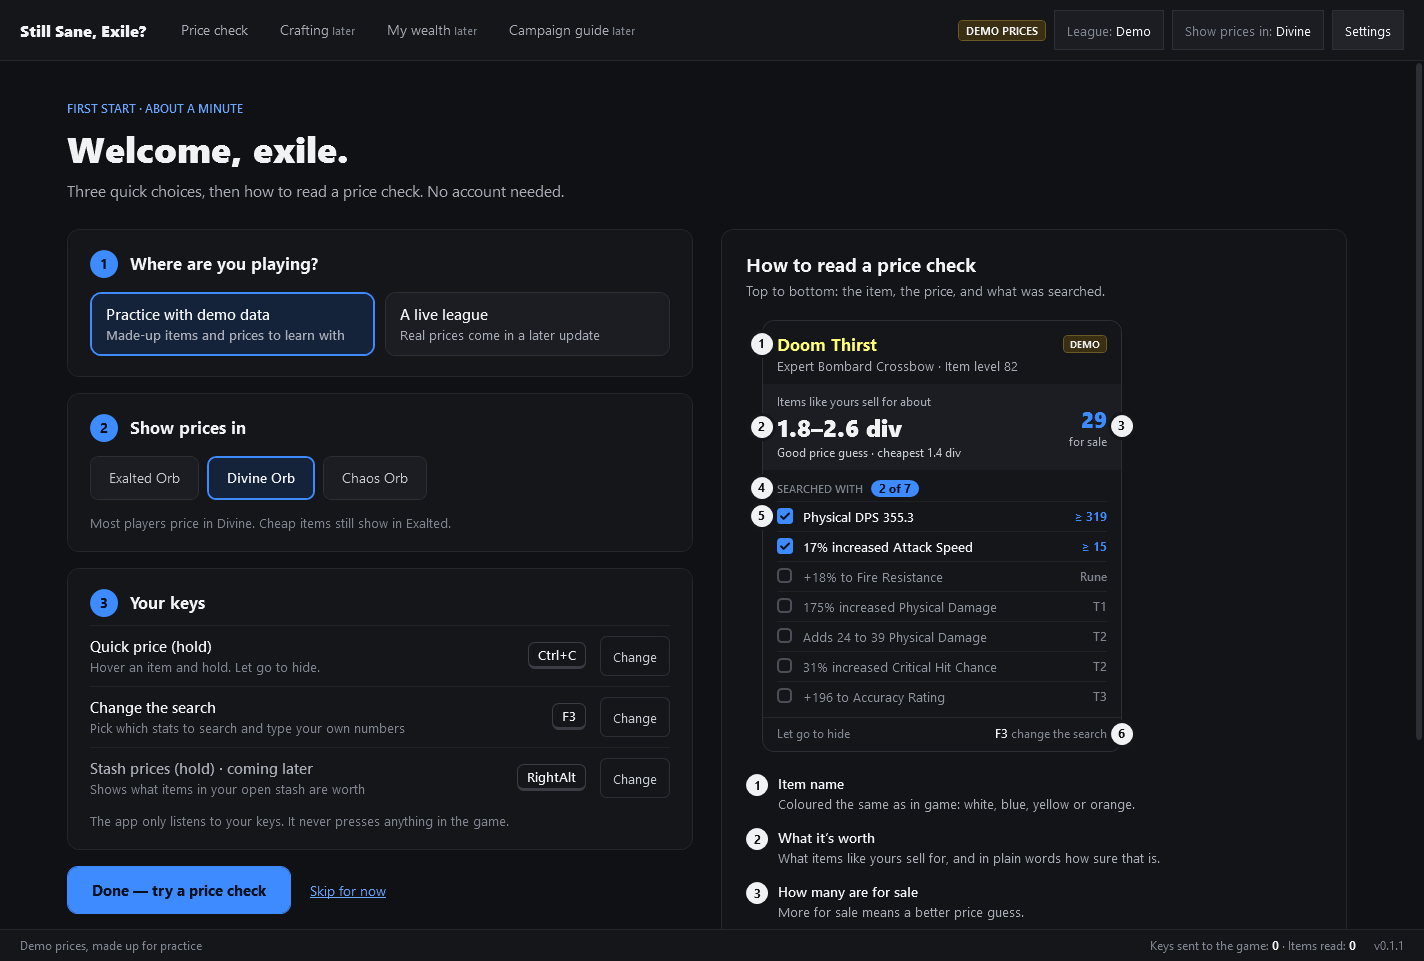 Still Sane, Exile?
Price check
Crafting later
My wealth later
Campaign guide later
DEMO PRICES
League: Demo
Show prices in: Divine
Settings
FIRST START · ABOUT A MINUTE
Welcome, exile.
Three quick choices, then how to read a price check. No account needed.
1 Where are you playing?
Practice with demo data
Made-up items and prices to learn with
A live league
Real prices come in a later update
2 Show prices in
Exalted Orb
Divine Orb
Chaos Orb
Most players price in Divine. Cheap items still show in Exalted.
3 Your keys
Quick price (hold)
Hover an item and hold. Let go to hide.
Ctrl+C
Change
Change the search
Pick which stats to search and type your own numbers
F3
Change
Stash prices (hold) · coming later
Shows what items in your open stash are worth
RightAlt
Change
The app only listens to your keys. It never presses anything in the game.
Done — try a price check
Skip for now
How to read a price check
Top to bottom: the item, the price, and what was searched.
1 Doom Thirst
DEMO
Expert Bombard Crossbow · Item level 82
Items like yours sell for about
2 1.8–2.6 div
Good price guess · cheapest 1.4 div
29
for sale
3
4 SEARCHED WITH 2 of 7
5 Physical DPS 355.3 ≥ 319
17% increased Attack Speed ≥ 15
+18% to Fire Resistance Rune
175% increased Physical Damage T1
Adds 24 to 39 Physical Damage T2
31% increased Critical Hit Chance T2
+196 to Accuracy Rating T3
Let go to hide
F3 change the search 6
1 Item name
Coloured the same as in game: white, blue, yellow or orange.
2 What it’s worth
What items like yours sell for, and in plain words how sure that is.
3 How many are for sale
More for sale means a better price guess.
Demo prices, made up for practice
Keys sent to the game: 0 · Items read: 0
v0.1.1